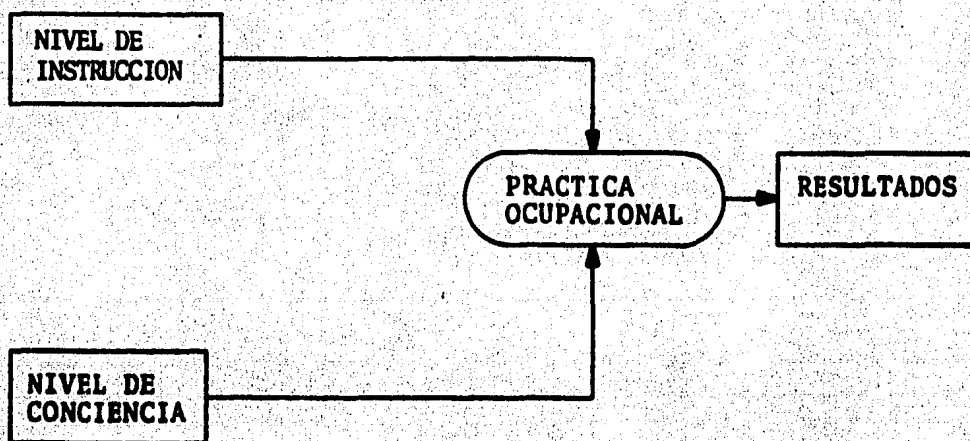 NIVEL DE
INSTRUCCION
PRACTICA
OCUPACIONAL
RESULTADOS
NIVEL DE
CONCIENCIA